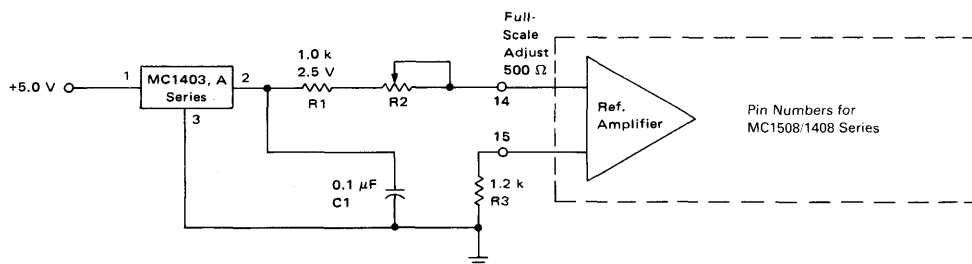 Full-
Scale
Adjust
500 Ω
1.0 k
2.5 V
+5.0 V
1
MC1403, A
Series
2
3
R1
R2
14
Ref.
Amplifier
Pin Numbers for
MC1508/1408 Series
15
0.1 µF
C1
1.2 k
R3